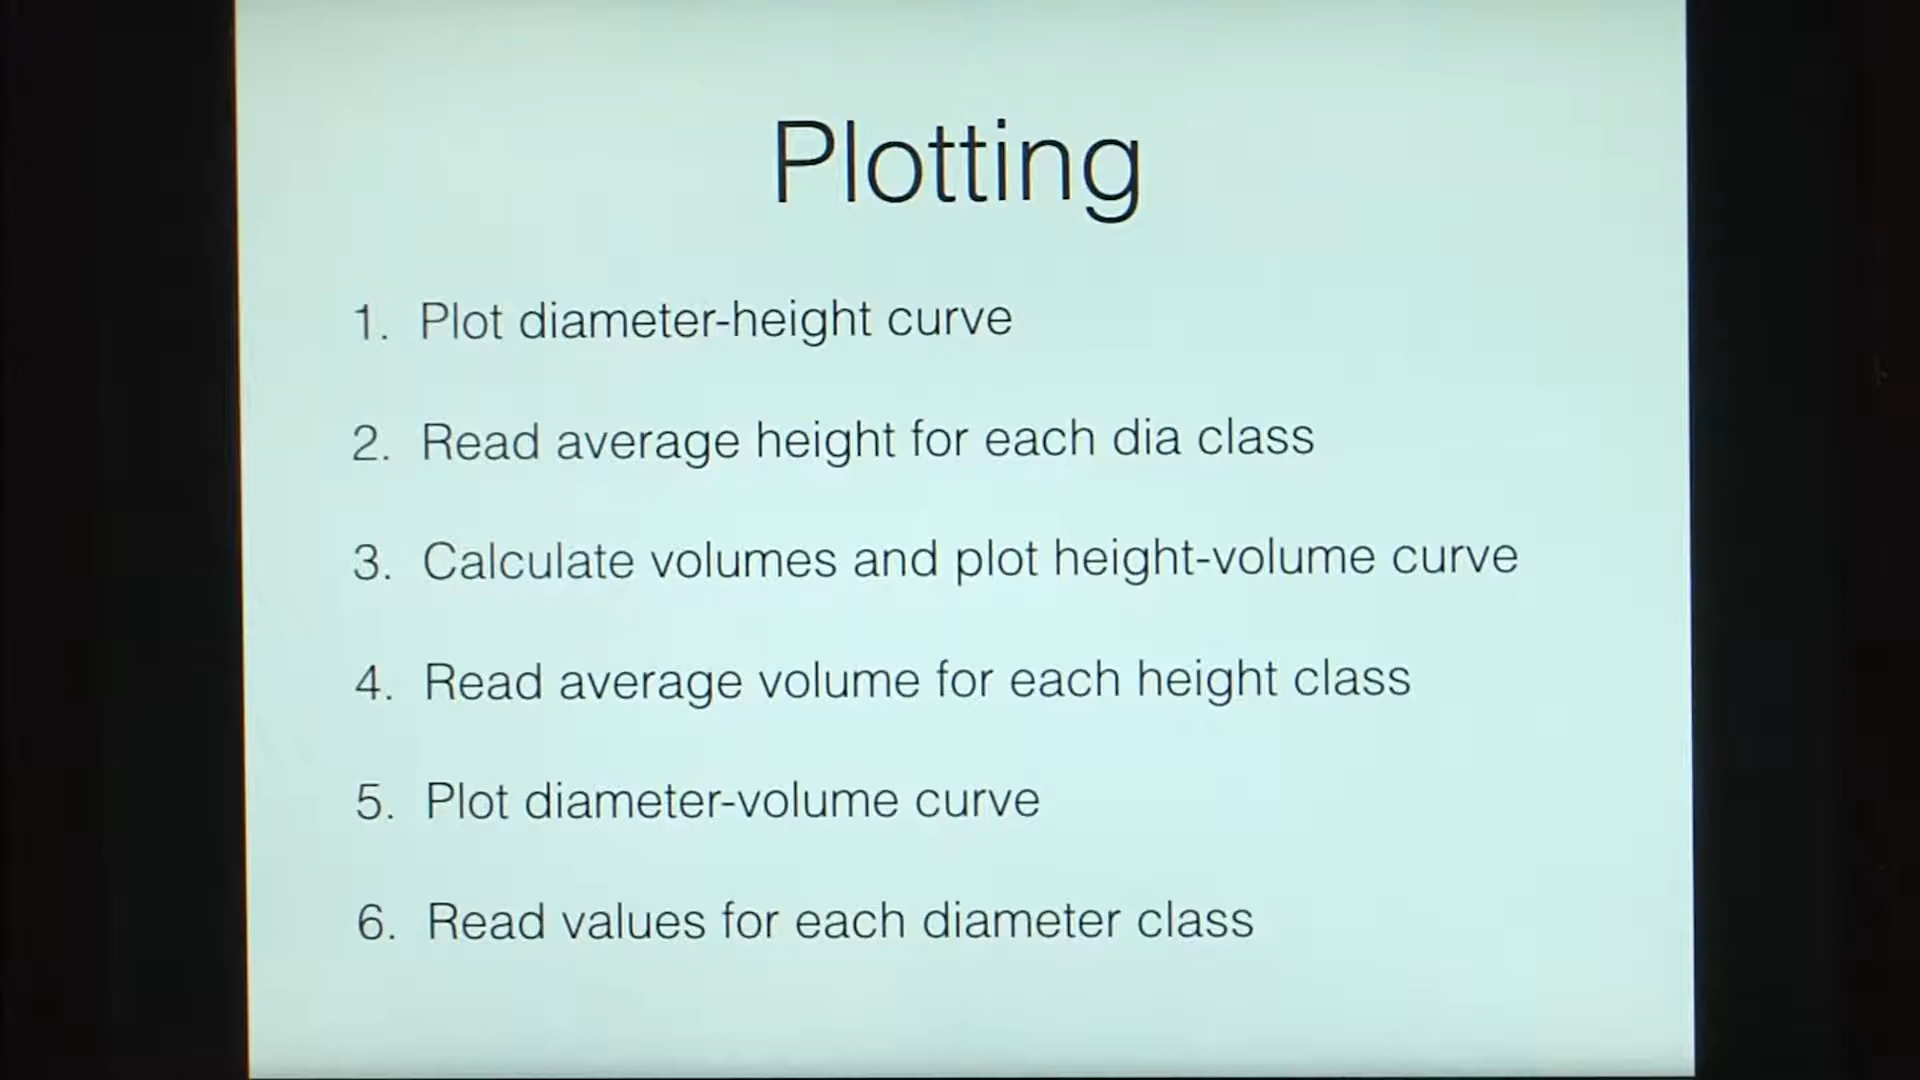 Plotting
1. Plot diameter-height curve
2. Read average height for each dia class
3. Calculate volumes and plot height-volume curve
4. Read average volume for each height class
5. Plot diameter-volume curve
6. Read values for each diameter class